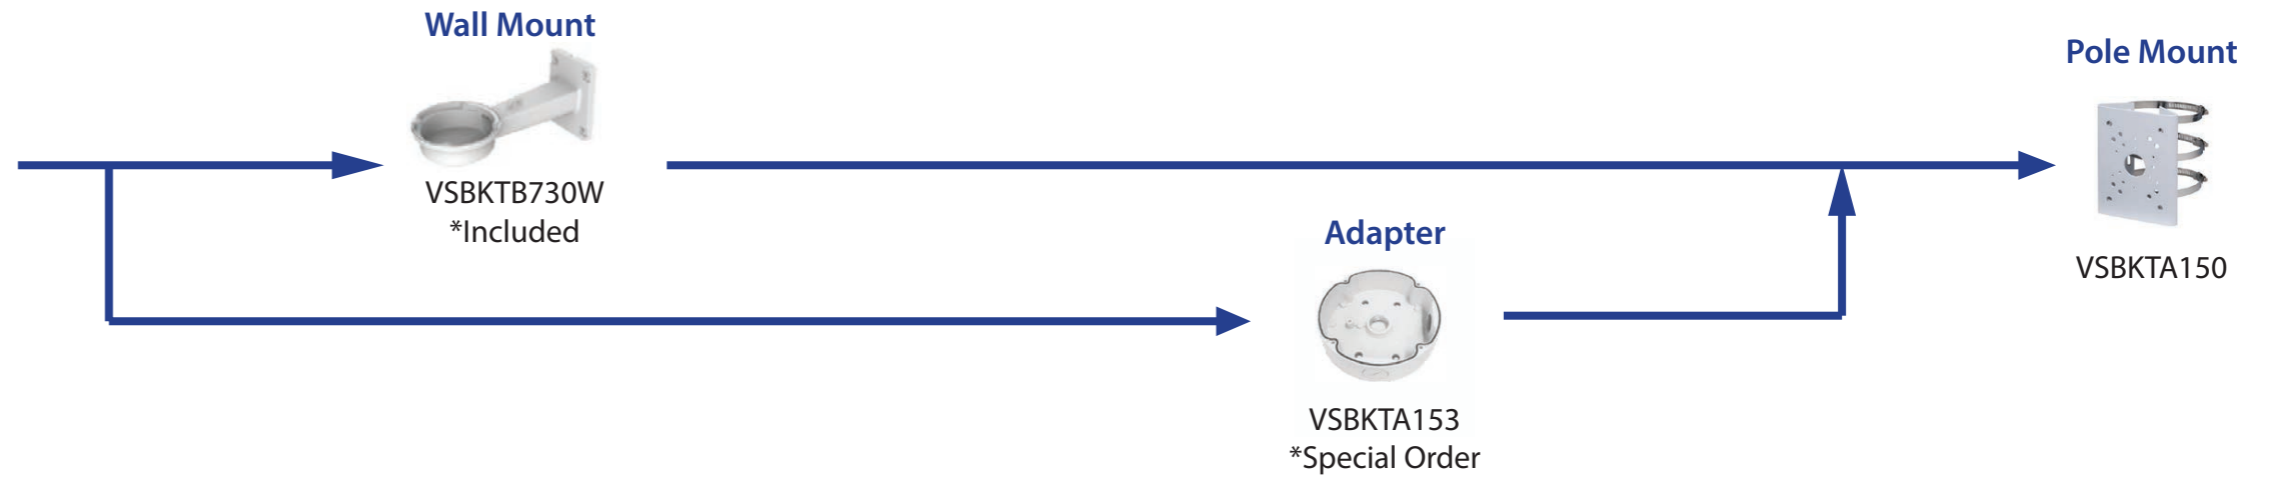 Wall Mount
VSBKTB730W
*Included
Adapter
VSBKTA153
*Special Order
Pole Mount
VSBKTA150